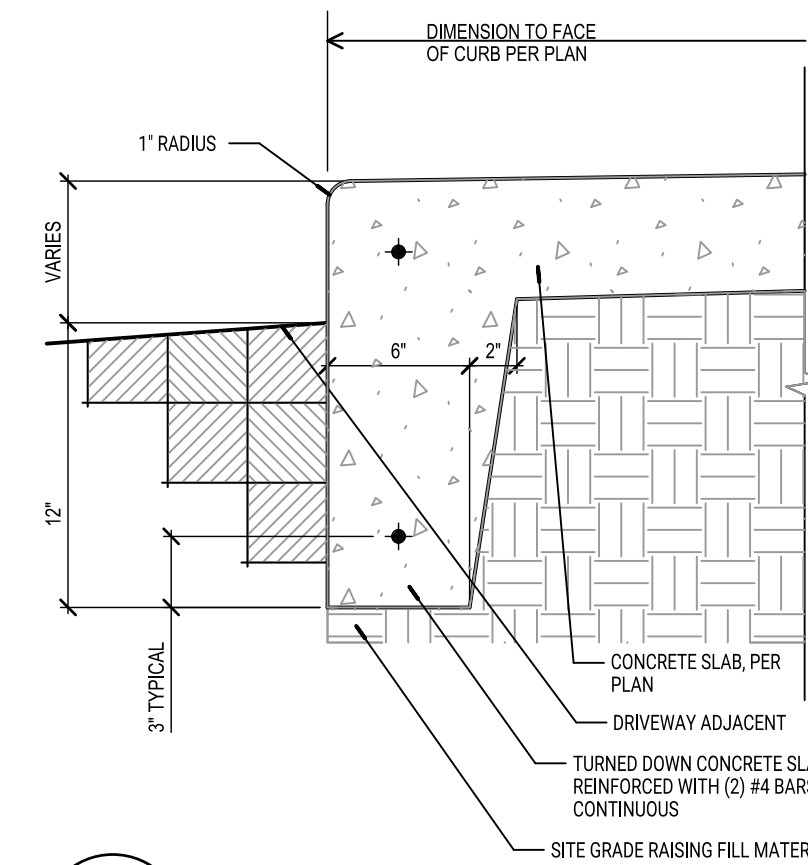 DIMENSION TO FACE
OF CURB PER PLAN
1" RADIUS
VARIES
6"
2"
12"
3" TYPICAL
CONCRETE SLAB, PER
PLAN
DRIVEWAY ADJACENT
TURNED DOWN CONCRETE
REINFORCED WITH (2) #4 BARS
CONTINUOUS
SITE GRADE RAISING FILL